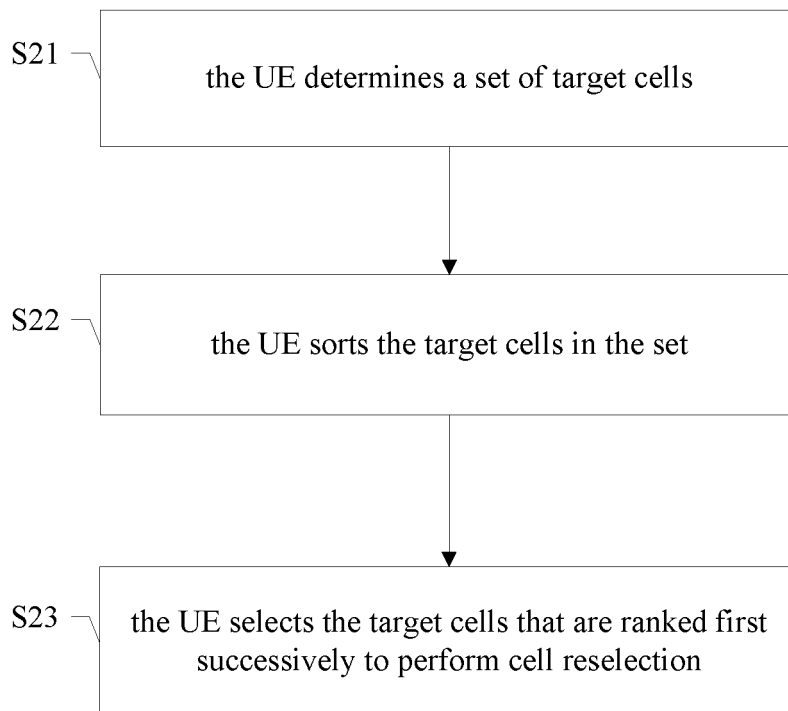 S21
the UE determines a set of target cells
S22
the UE sorts the target cells in the set
S23
the UE selects the target cells that are ranked first
successively to perform cell reselection